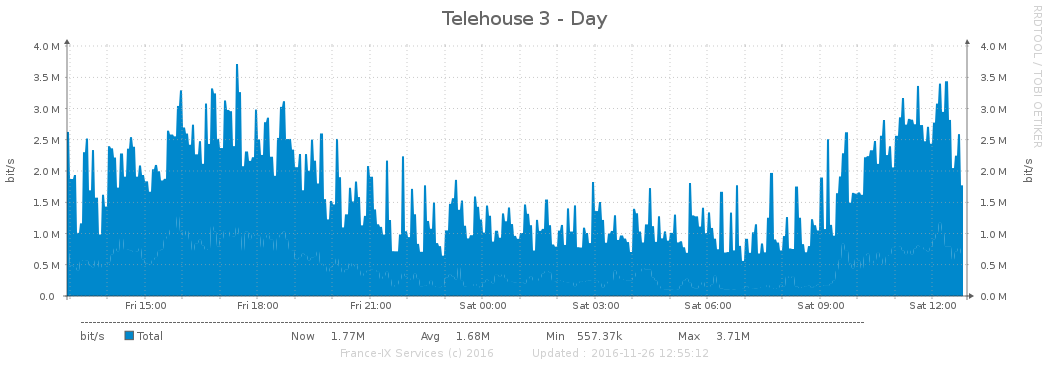 Telehouse 3 - Day
RRDTOOL / TOBI OETIKER
4.0 M 4.0 M
3.5 M 3.5 M
3.0 M 3.0 M
2.5 M 2.5 M
2.0 M 2.0 M
1.5 M 1.5 M
1.0 M 1.0 M
0.5 M 0.5 M
0.0 0.0 M
bit/s bit/s
Fri 15:00 Fri 18:00 Fri 21:00 Sat 00:00 Sat 03:00 Sat 06:00 Sat 09:00 Sat 12:00
bit/s Total Now 1.77M Avg 1.68M Min 557.37k Max 3.71M
France-IX Services (c) 2016 Updated : 2016-11-26 12:55:12